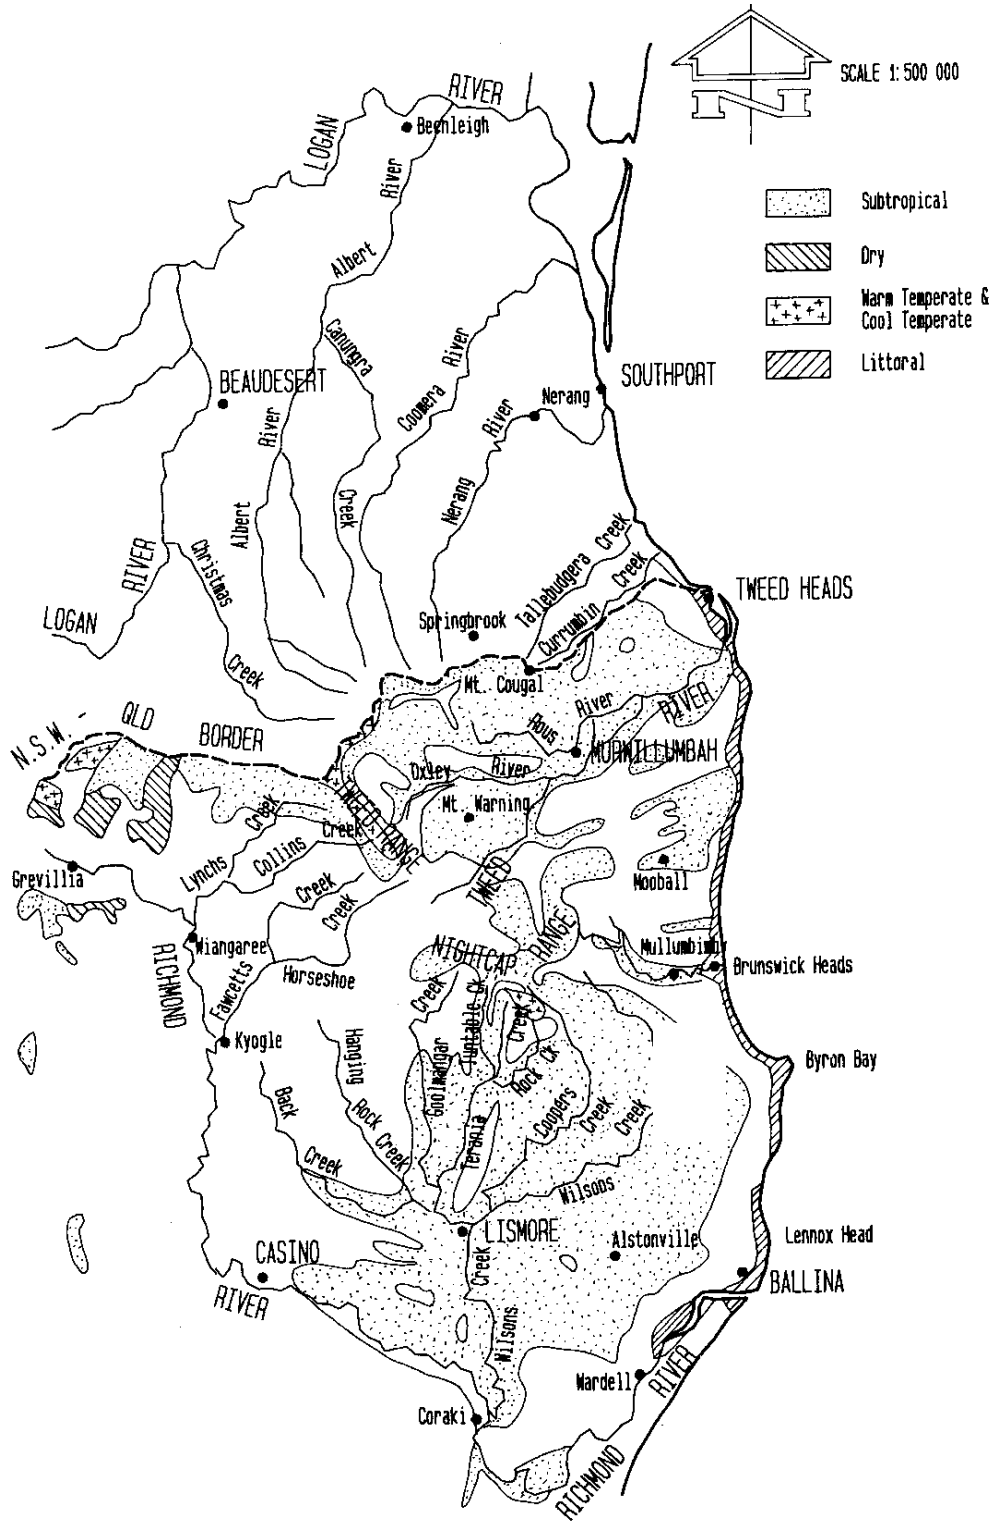 RIVER
SCALE 1:500 000
N
LOGAN
Beenleigh
River
Subtropical
Albert
Dry
Warm Temperate &
Cool Temperate
Canungra
River
Littoral
BEAUDESERT
SOUTHPORT
Coomera
River
Nerang
River
Creek
Nerang
Albert
Creek
Christmas
RIVER
Tallebudgera
Creek
TWEED HEADS
LOGAN
Springbrook
Currumbin
Creek
Mt. Cougal
River
RIVER
N.S.W.
QLD
BORDER
Rous
MURWILLUMBAH
Oxley
River
Creek
TWEED RANGE
Mt. Warning
Creek
Lynchs
Collins
Grevillia
Creek
TWEED
Mooball
Creek
RANGE
Wiangaree
NIGHTCAP
Mullumbimby
Brunswick Heads
RICHMOND
Fawcetts
Horseshoe
Creek
Tuntable Ck
Creek
Kyogle
Hanging
Goolmangar
Rock Ck
Byron Bay
Back
Rock Creek
Terania
Coopers
Creek
Creek
Creek
Wilsons
LISMORE
Alstonville
Lennox Head
CASINO
Creek
BALLINA
RIVER
Wilsons
Wardell
RIVER
Coraki
RICHMOND